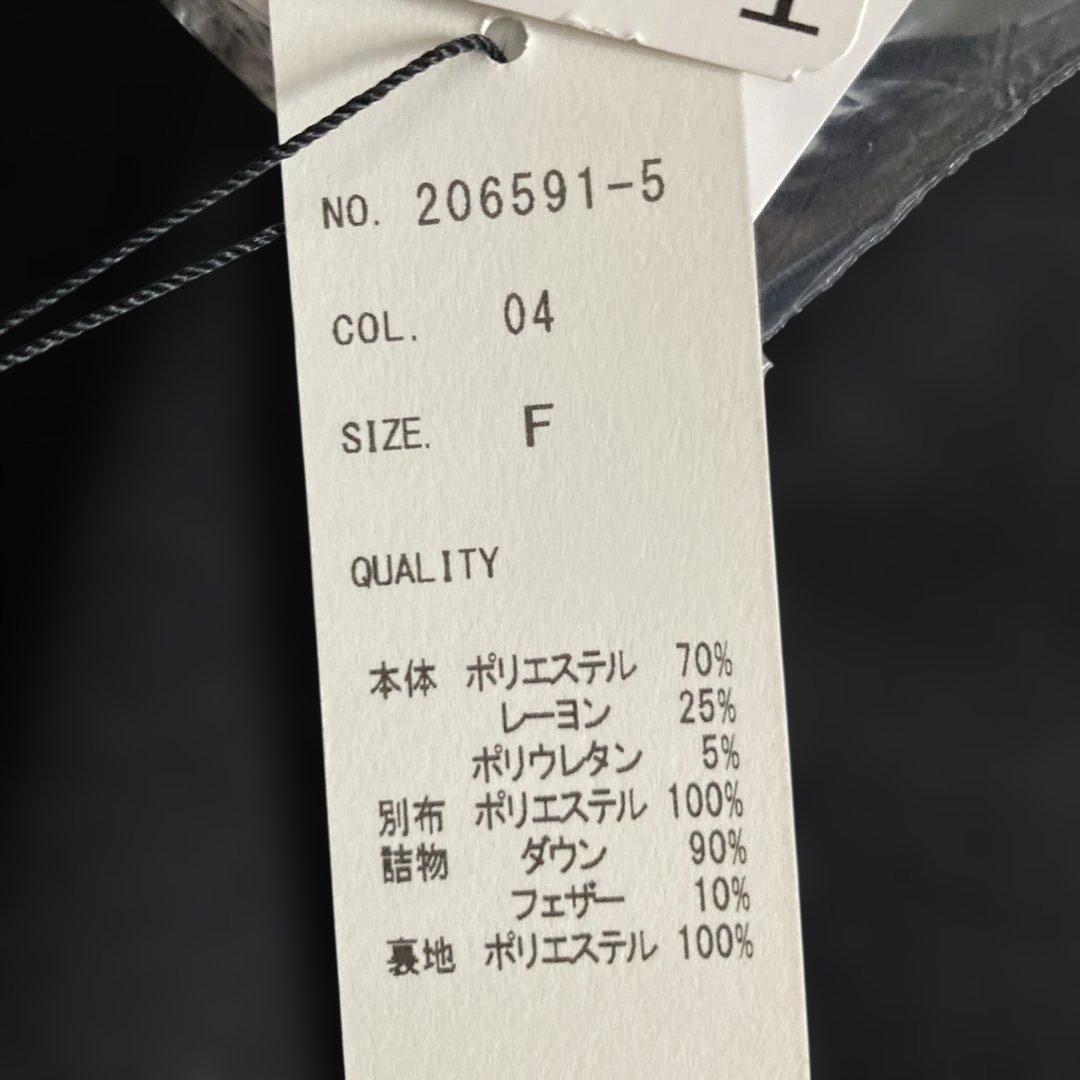 NO. 206591-5
COL. 04
SIZE. F
QUALITY
本体 ポリエステル 70%
レーヨン 25%
ポリウレタン 5%
別布 ポリエステル 100%
詰物 ダウン 90%
フェザー 10%
裏地 ポリエステル 100%